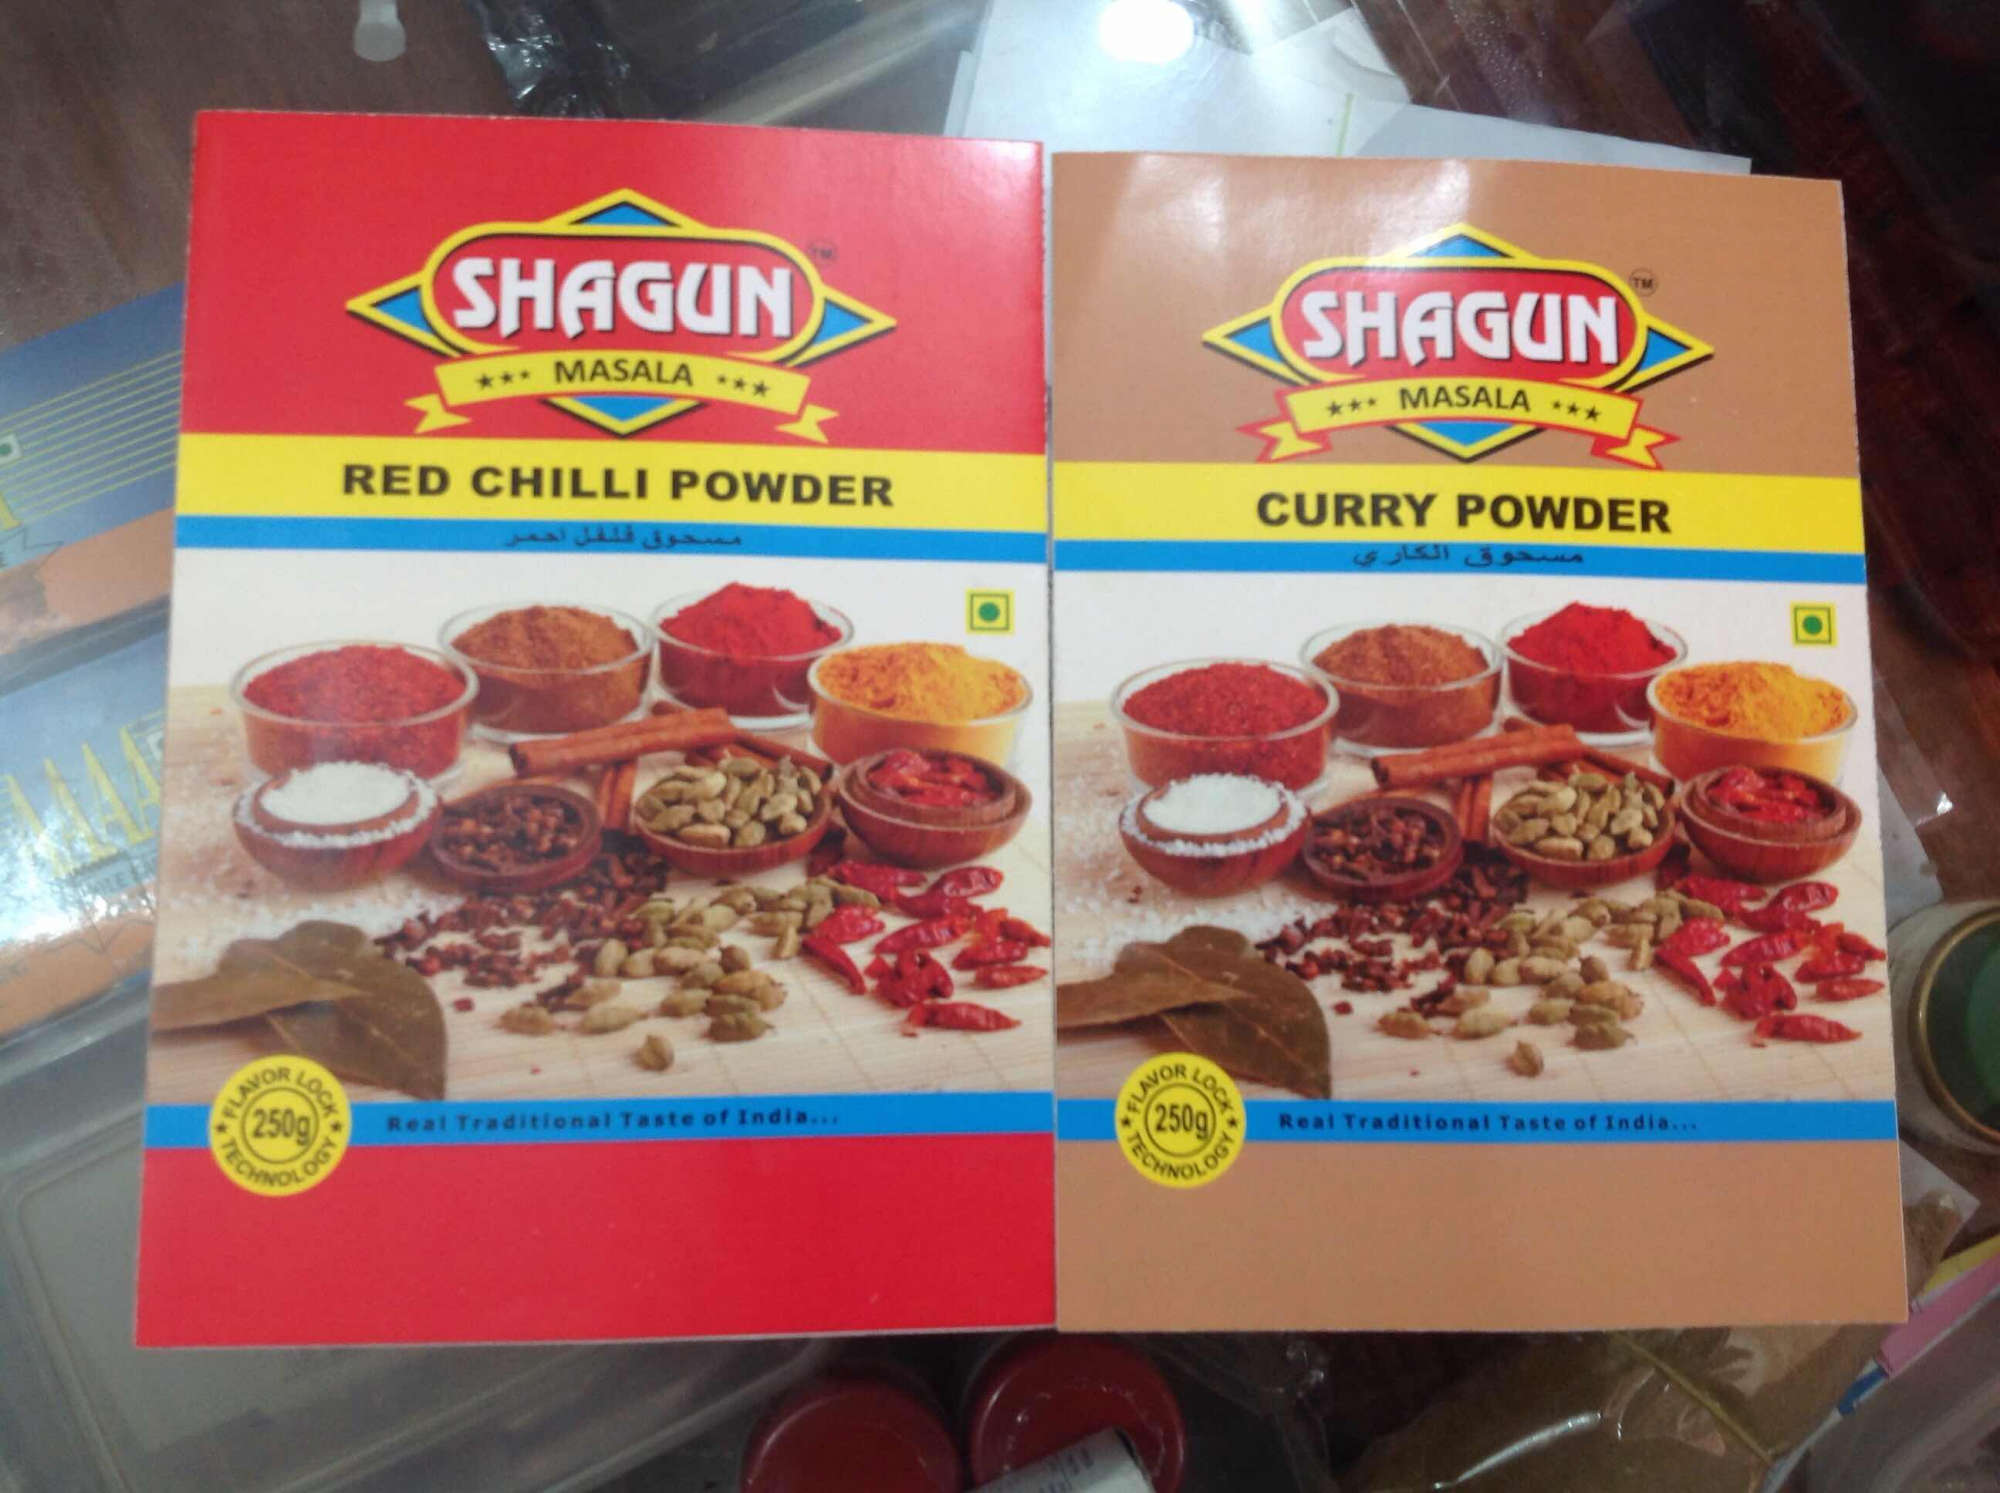 SHAGUN
TM
MASALA
RED CHILLI POWDER
مسحوق فلفل احمر
FLAVOR LOCK
250g
TECHNOLOGY
Real Traditional Taste of India...
SHAGUN
TM
MASALA
CURRY POWDER
مسحوق الكاري
FLAVOR LOCK
250g
TECHNOLOGY
Real Traditional Taste of India...